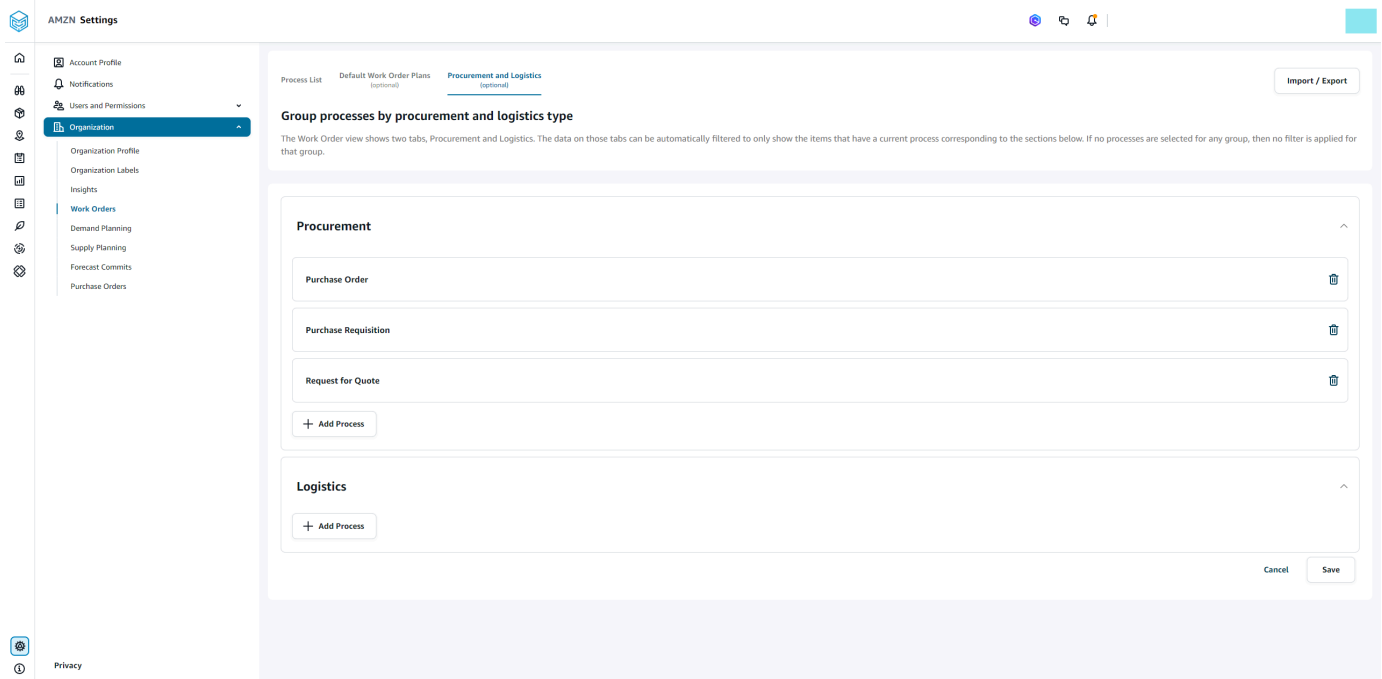 AMZN Settings
Account Profile
Notifications
Users and Permissions
Organization
Organization Profile
Organization Labels
Insights
Work Orders
Demand Planning
Supply Planning
Forecast Commits
Purchase Orders
Privacy
Process List
Default Work Order Plans
(optional)
Procurement and Logistics
(optional)
Import / Export
Group processes by procurement and logistics type
The Work Order view shows two tabs, Procurement and Logistics. The data on those tabs can be automatically filtered to only show the items that have a current process corresponding to the sections below. If no processes are selected for any group, then no filter is applied for
that group.
Procurement
Purchase Order
Purchase Requisition
Request for Quote
Add Process
Logistics
Add Process
Cancel
Save